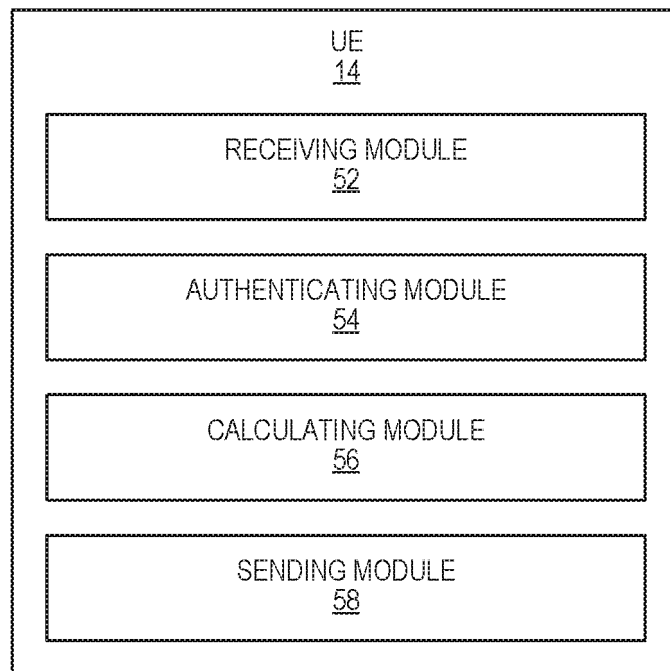 UE
14
RECEIVING MODULE
52
AUTHENTICATING MODULE
54
CALCULATING MODULE
56
SENDING MODULE
58